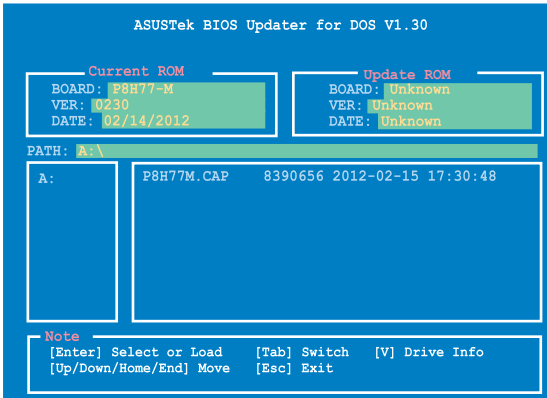 ASUSTek BIOS Updater for DOS V1.30
Current ROM
BOARD: P8H77-M
VER: 0230
DATE: 02/14/2012
Update ROM
BOARD: Unknown
VER: Unknown
DATE: Unknown
PATH: A:\
A:
P8H77M.CAP 8390656 2012-02-15 17:30:48
Note
[Enter] Select or Load [Tab] Switch [V] Drive Info
[Up/Down/Home/End] Move [Esc] Exit